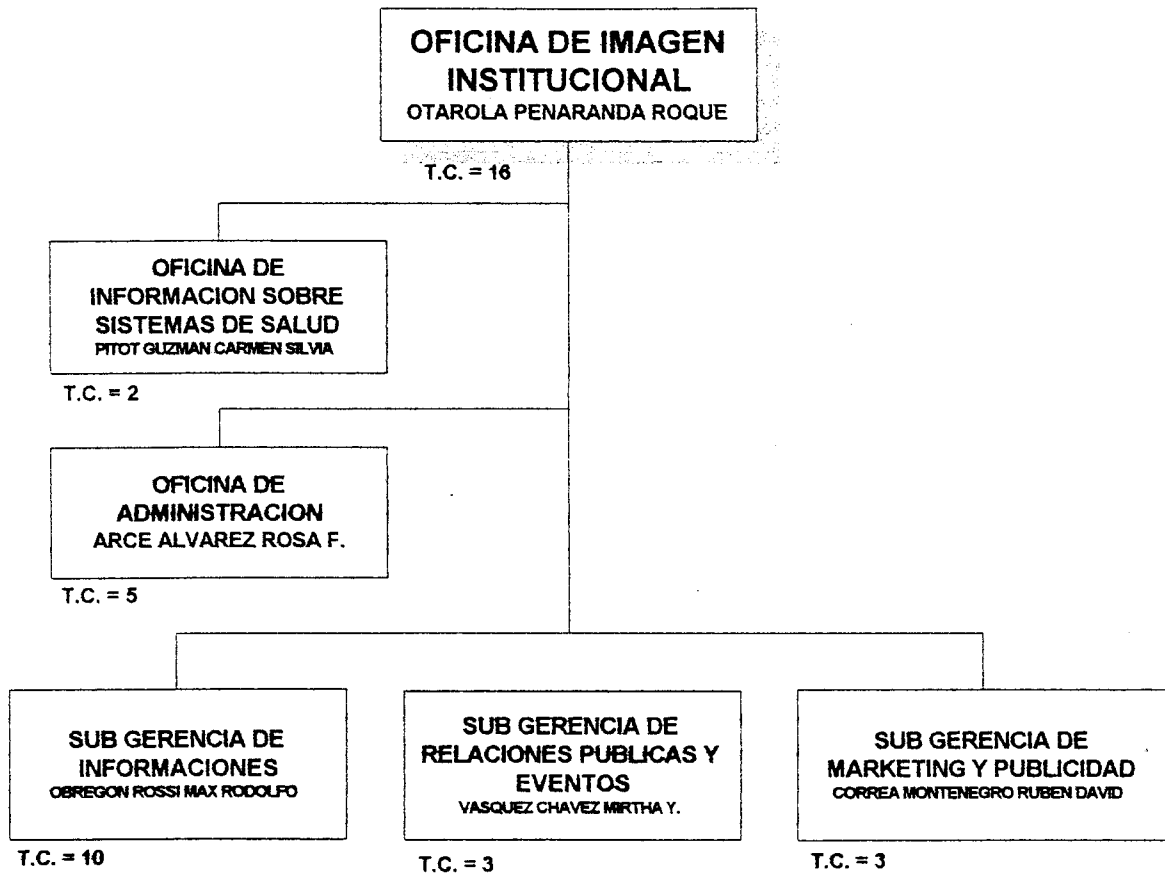 OFICINA DE IMAGEN
INSTITUCIONAL
OTAROLA PENARANDA ROQUE
T.C. = 16
OFICINA DE
INFORMACION SOBRE
SISTEMAS DE SALUD
PITOT GUZMAN CARMEN SILVIA
T.C. = 2
OFICINA DE
ADMINISTRACION
ARCE ALVAREZ ROSA F.
T.C. = 5
SUB GERENCIA DE
INFORMACIONES
OBREGON ROSSI MAX RODOLFO
T.C. = 10
SUB GERENCIA DE
RELACIONES PUBLICAS Y
EVENTOS
VASQUEZ CHAVEZ MIRTHA Y.
T.C. = 3
SUB GERENCIA DE
MARKETING Y PUBLICIDAD
CORREA MONTENEGRO RUBEN DAVID
T.C. = 3